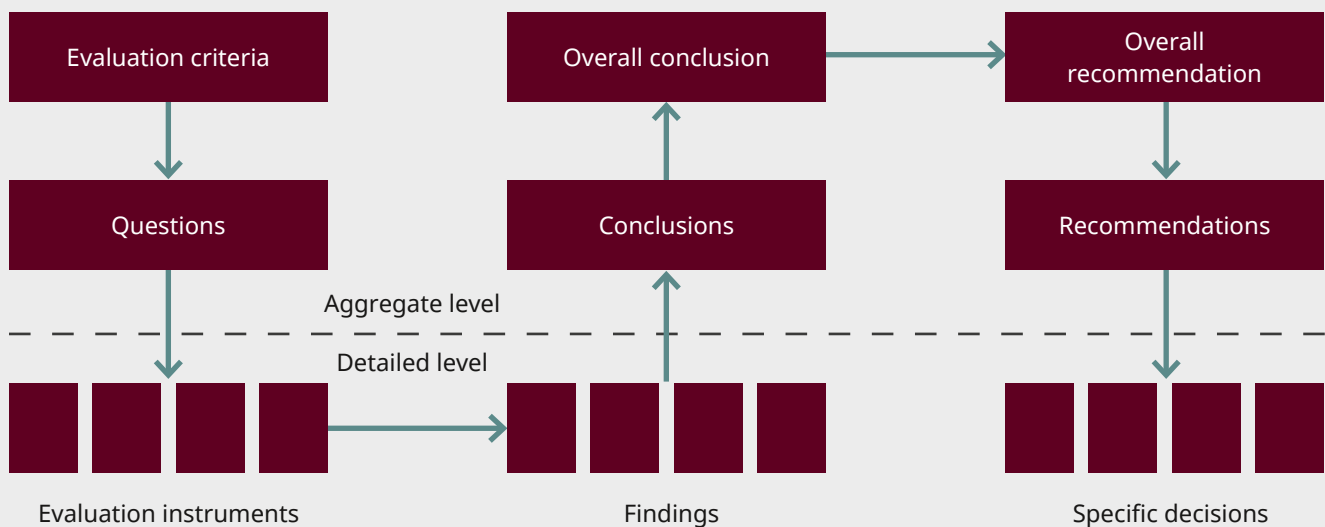 Evaluation criteria
Overall conclusion
Overall
recommendation
Questions
Conclusions
Recommendations
Aggregate level
Detailed level
Evaluation instruments
Findings
Specific decisions